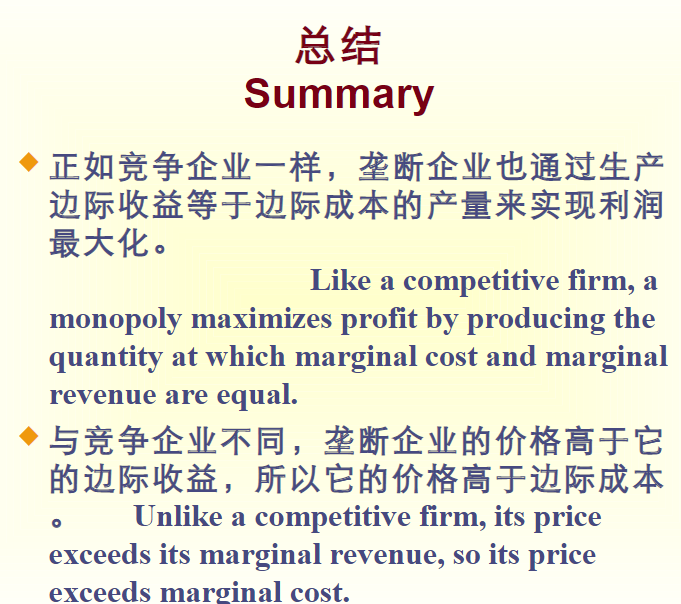 总结
Summary
正如竞争企业一样，垄断企业也通过生产
边际收益等于边际成本的产量来实现利润
最大化。
Like a competitive firm, a
monopoly maximizes profit by producing the
quantity at which marginal cost and marginal
revenue are equal.
与竞争企业不同，垄断企业的价格高于它
的边际收益，所以它的价格高于边际成本
。 Unlike a competitive firm, its price
exceeds its marginal revenue, so its price
exceeds marginal cost.